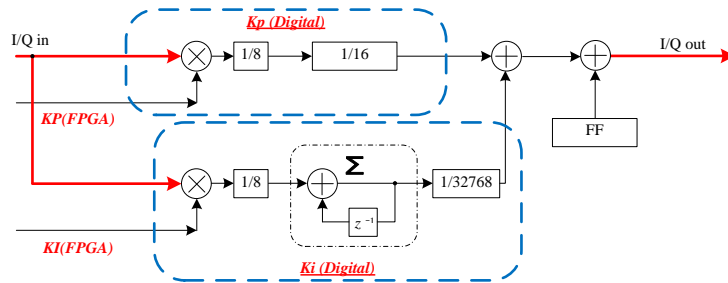 Kp (Digital)
I/Q in
1/8
1/16
I/Q out
KP(FPGA)
FF
Σ
1/8
1/32768
z⁻¹
KI(FPGA)
Ki (Digital)